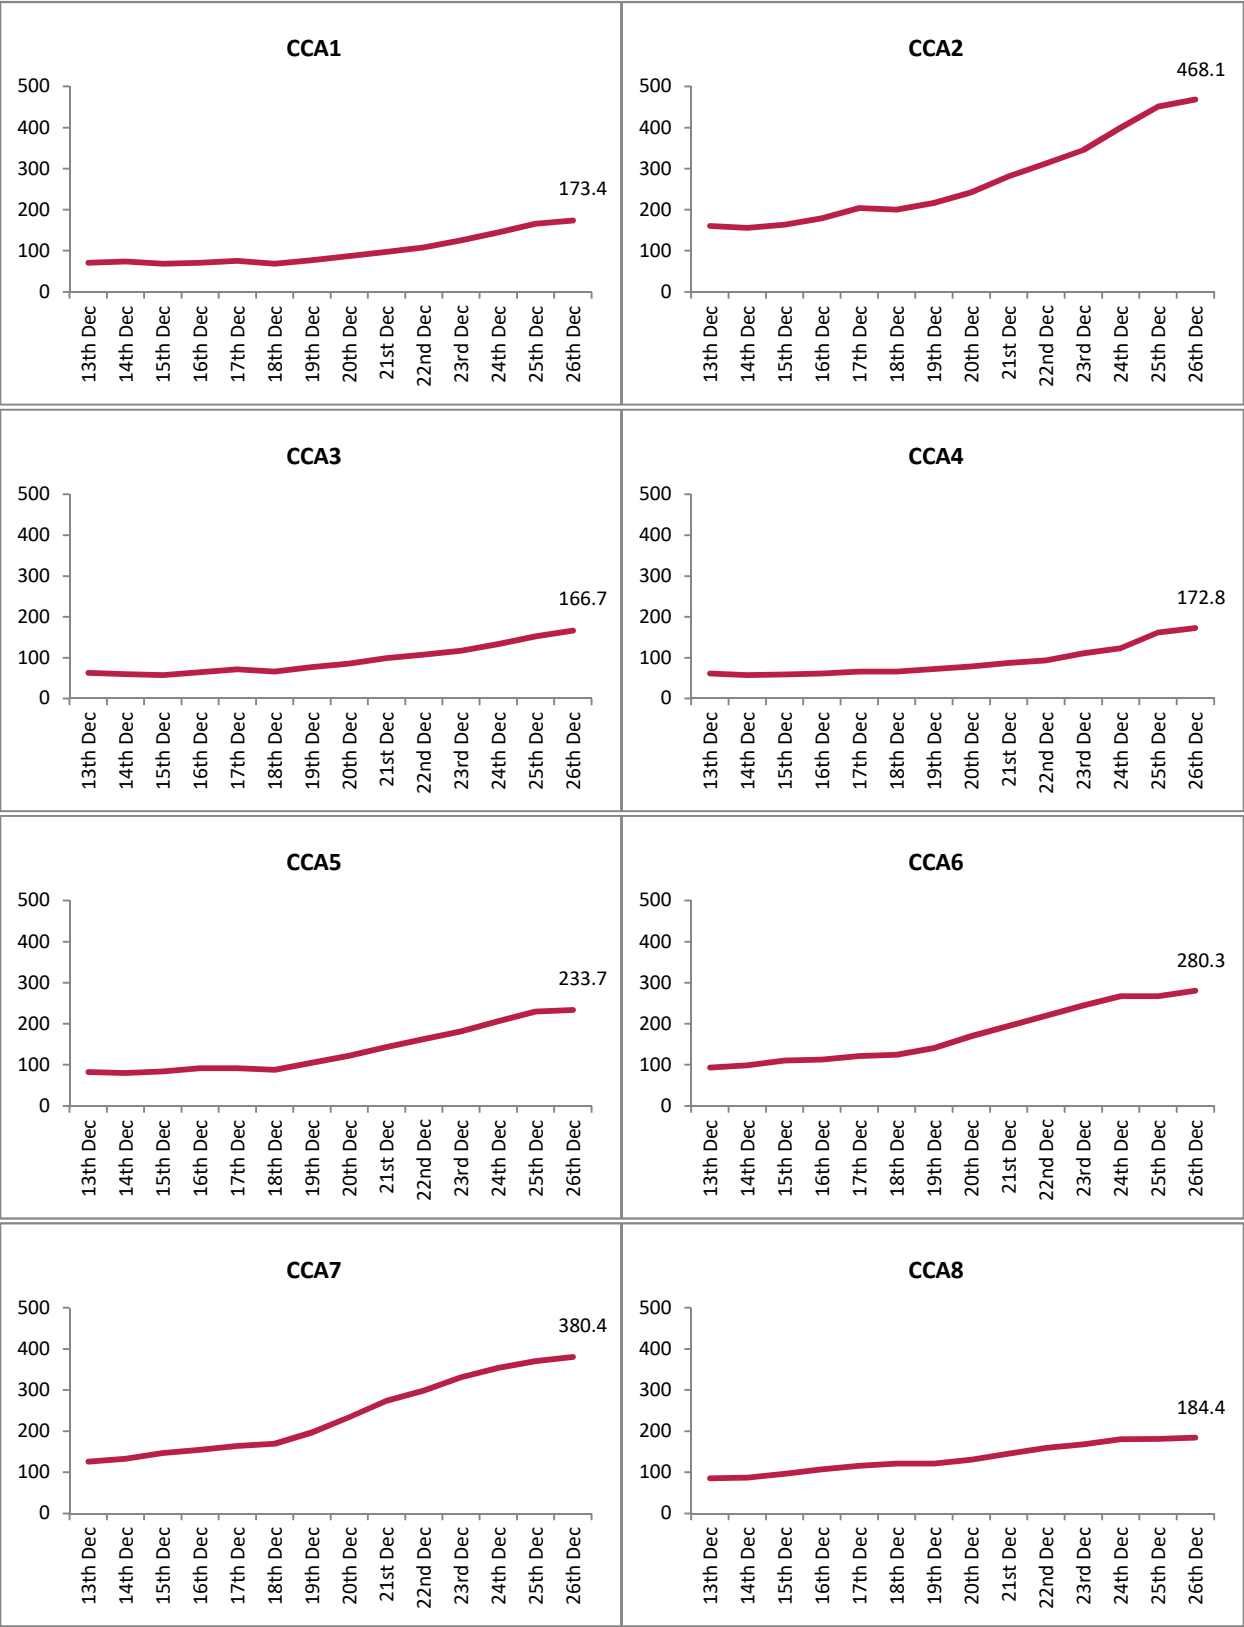 CCA1
500
400
300
200
100
0
173.4
13th Dec
14th Dec
15th Dec
16th Dec
17th Dec
18th Dec
19th Dec
20th Dec
21st Dec
22nd Dec
23rd Dec
24th Dec
25th Dec
26th Dec
CCA2
468.1
500
400
300
200
100
0
13th Dec
14th Dec
15th Dec
16th Dec
17th Dec
18th Dec
19th Dec
20th Dec
21st Dec
22nd Dec
23rd Dec
24th Dec
25th Dec
26th Dec
CCA3
500
400
300
200
100
0
166.7
13th Dec
14th Dec
15th Dec
16th Dec
17th Dec
18th Dec
19th Dec
20th Dec
21st Dec
22nd Dec
23rd Dec
24th Dec
25th Dec
26th Dec
CCA4
500
400
300
200
100
0
172.8
13th Dec
14th Dec
15th Dec
16th Dec
17th Dec
18th Dec
19th Dec
20th Dec
21st Dec
22nd Dec
23rd Dec
24th Dec
25th Dec
26th Dec
CCA5
500
400
300
200
100
0
233.7
13th Dec
14th Dec
15th Dec
16th Dec
17th Dec
18th Dec
19th Dec
20th Dec
21st Dec
22nd Dec
23rd Dec
24th Dec
25th Dec
26th Dec
CCA6
500
400
300
200
100
0
280.3
13th Dec
14th Dec
15th Dec
16th Dec
17th Dec
18th Dec
19th Dec
20th Dec
21st Dec
22nd Dec
23rd Dec
24th Dec
25th Dec
26th Dec
CCA7
500
400
300
200
100
0
380.4
13th Dec
14th Dec
15th Dec
16th Dec
17th Dec
18th Dec
19th Dec
20th Dec
21st Dec
22nd Dec
23rd Dec
24th Dec
25th Dec
26th Dec
CCA8
500
400
300
200
100
0
184.4
13th Dec
14th Dec
15th Dec
16th Dec
17th Dec
18th Dec
19th Dec
20th Dec
21st Dec
22nd Dec
23rd Dec
24th Dec
25th Dec
26th Dec